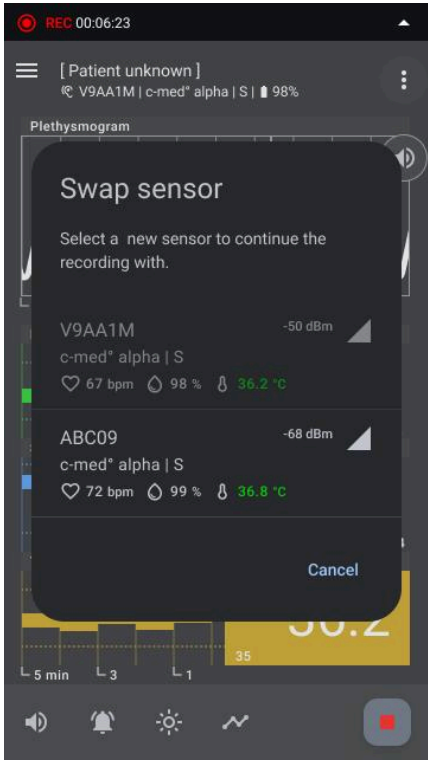 REC 00:06:23
[ Patient unknown ]
V9AA1M | c-med° alpha | S | 98%
Plethysmogram
Swap sensor
Select a new sensor to continue the
recording with.
V9AA1M
-50 dBm
c-med° alpha | S
67 bpm 98 % 36.2 °C
ABC09
-68 dBm
c-med° alpha | S
72 bpm 99 % 36.8 °C
Cancel
36.2
35
5 min 3 1